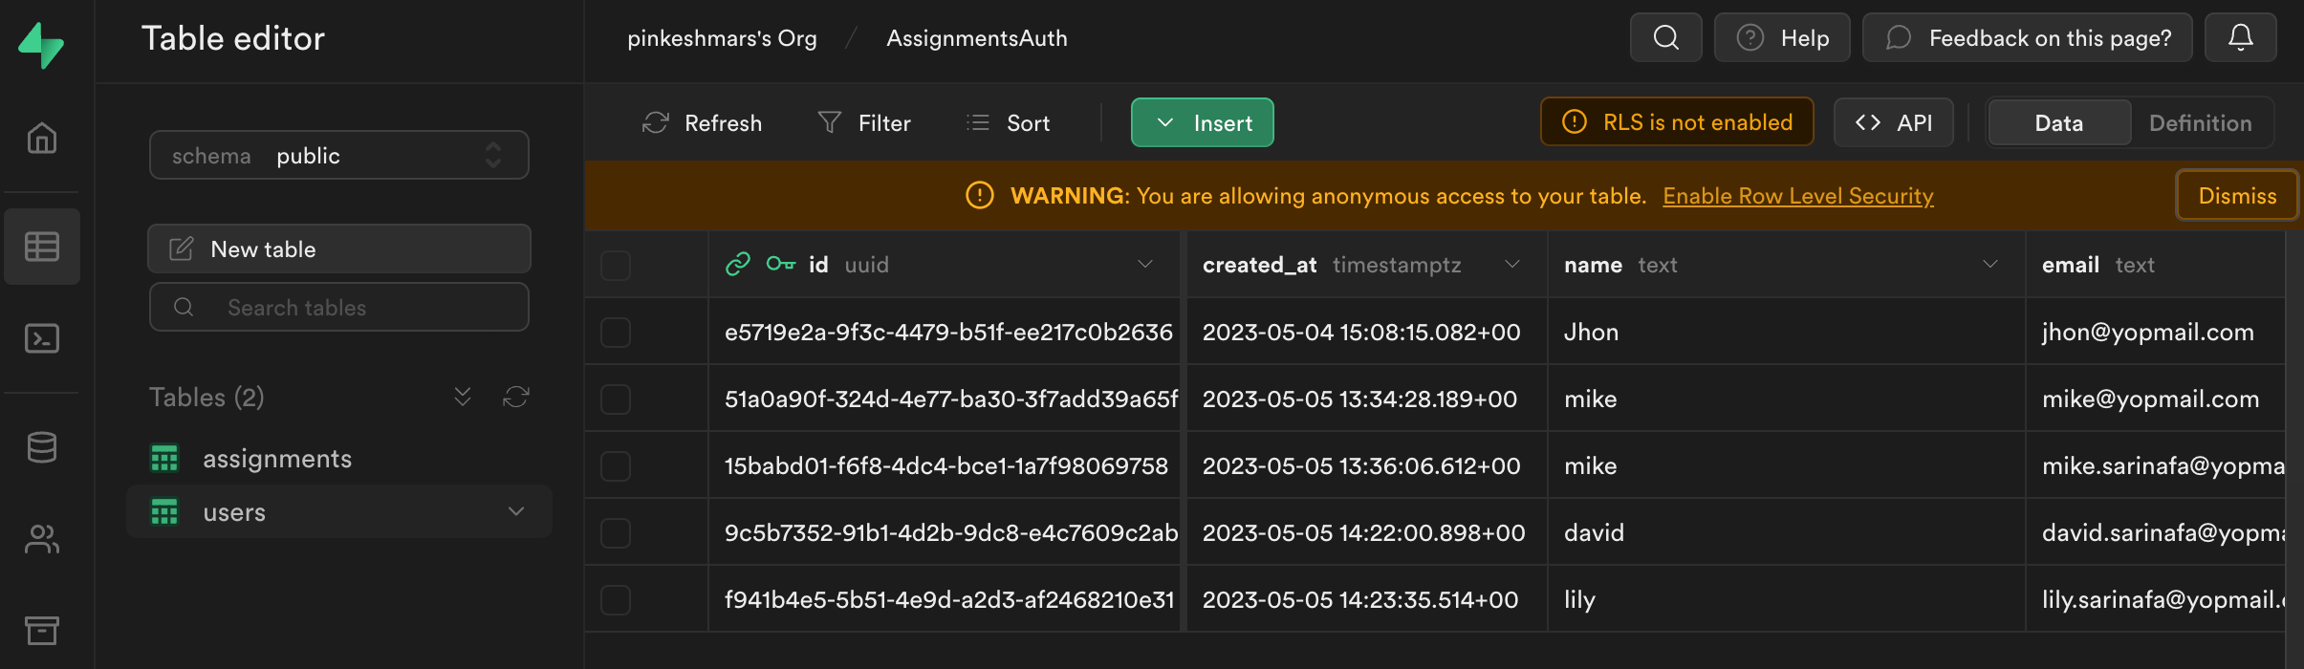 Table editor
pinkeshmars's Org / AssignmentsAuth
Help
Feedback on this page?
schema public
Refresh
Filter
Sort
Insert
RLS is not enabled
API
Data
Definition
WARNING: You are allowing anonymous access to your table. Enable Row Level Security
Dismiss
New table
Search tables
Tables (2)
assignments
users
id uuid created_at timestamptz name text email text
e5719e2a-9f3c-4479-b51f-ee217c0b2636 2023-05-04 15:08:15.082+00 Jhon jhon@yopmail.com
51a0a90f-324d-4e77-ba30-3f7add39a65f 2023-05-05 13:34:28.189+00 mike mike@yopmail.com
15babd01-f6f8-4dc4-bce1-1a7f98069758 2023-05-05 13:36:06.612+00 mike mike.sarinafa@yopma
9c5b7352-91b1-4d2b-9dc8-e4c7609c2ab 2023-05-05 14:22:00.898+00 david david.sarinafa@yopma
f941b4e5-5b51-4e9d-a2d3-af2468210e31 2023-05-05 14:23:35.514+00 lily lily.sarinafa@yopmail.